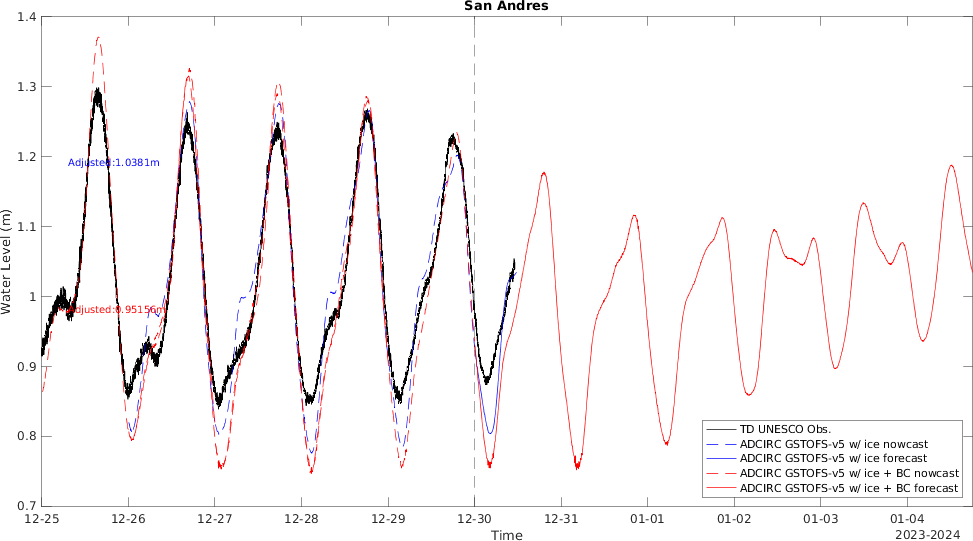 San Andres
1.4
1.3
1.2
1.1
1
0.9
0.8
0.7
Water Level (m)
Adjusted:1.0381m
Adjusted:0.95156m
TD UNESCO Obs.
ADCIRC GSTOFS-v5 w/ ice nowcast
ADCIRC GSTOFS-v5 w/ ice forecast
ADCIRC GSTOFS-v5 w/ ice + BC nowcast
ADCIRC GSTOFS-v5 w/ ice + BC forecast
12-25 12-26 12-27 12-28 12-29 12-30 12-31 01-01 01-02 01-03 01-04
Time
2023-2024